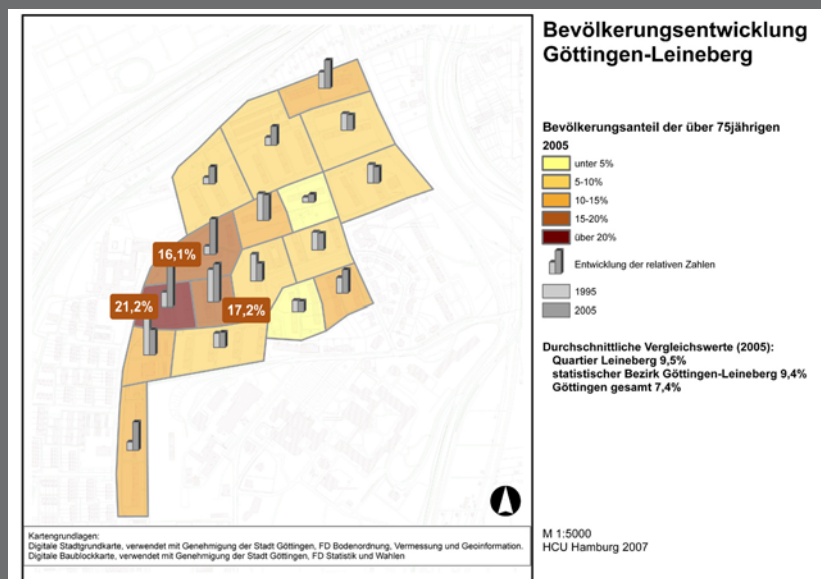 Bevölkerungsentwicklung
Göttingen-Leineberg
Bevölkerungsanteil der über 75jährigen
2005
unter 5%
5-10%
10-15%
15-20%
über 20%
Entwicklung der relativen Zahlen
1995
2005
Durchschnittliche Vergleichswerte (2005):
Quartier Leineberg 9,5%
statistischer Bezirk Göttingen-Leineberg 9,4%
Göttingen gesamt 7,4%
16,1%
21,2%
17,2%
Kartengrundlagen:
Digitale Stadtgrundkarte, verwendet mit Genehmigung der Stadt Göttingen, FD Bodenordnung, Vermessung und Geoinformation.
Digitale Baublockkarte, verwendet mit Genehmigung der Stadt Göttingen, FD Statistik und Wahlen
M 1:5000
HCU Hamburg 2007